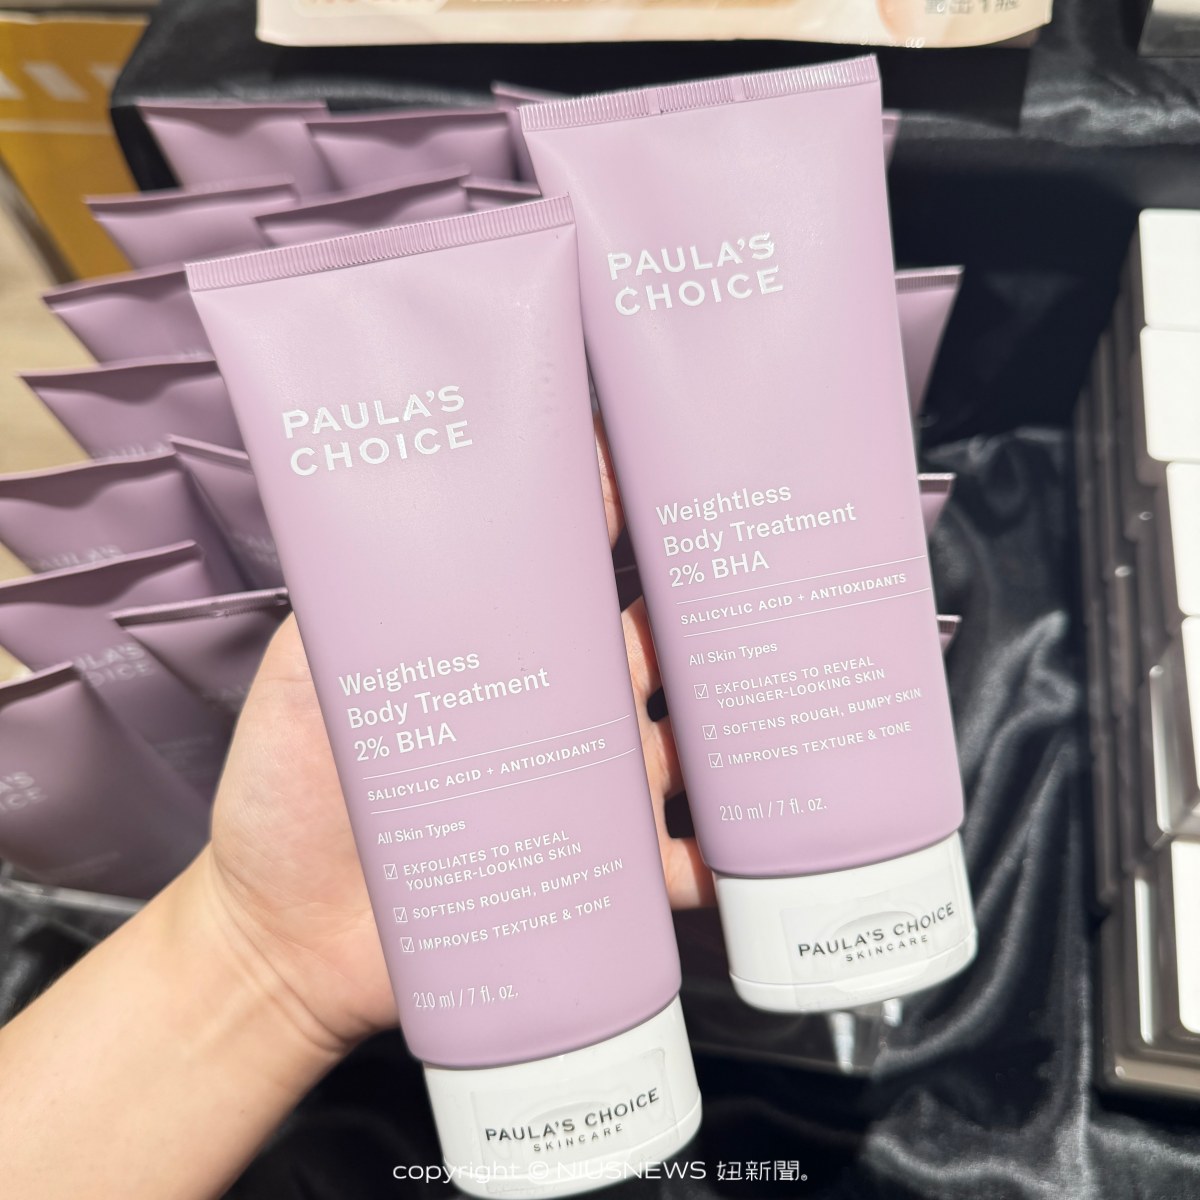 PAULA'S
CHOICE
Weightless
Body Treatment
2% BHA
SALICYLIC ACID + ANTIOXIDANTS
All Skin Types
EXFOLIATES TO REVEAL
YOUNGER-LOOKING SKIN
SOFTENS ROUGH, BUMPY SKIN
IMPROVES TEXTURE & TONE
210 ml / 7 fl. oz.
PAULA'S CHOICE
SKINCARE
PAULA'S
CHOICE
Weightless
Body Treatment
2% BHA
SALICYLIC ACID + ANTIOXIDANTS
All Skin Types
EXFOLIATES TO REVEAL
YOUNGER-LOOKING SKIN
SOFTENS ROUGH, BUMPY SKIN
IMPROVES TEXTURE & TONE
210 ml / 7 fl. oz.
PAULA'S CHOICE
SKINCARE
copyright © NIUSNEWS 妞新聞。